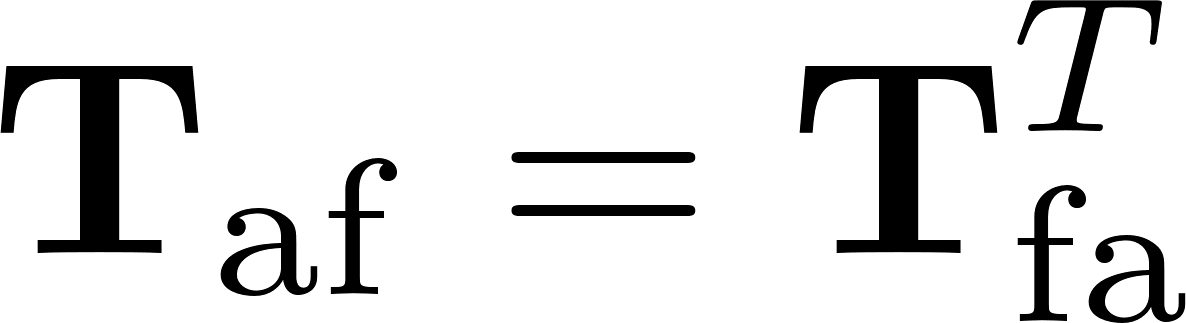 𝐓_af = 𝐓_fa^T